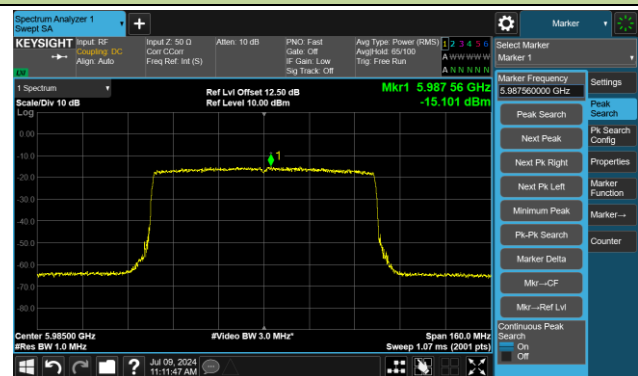 Spectrum Analyzer 1
Swept SA
+
Marker
KEYSIGHT
Input: RF
Coupling: DC
Align: Auto
Input Z: 50 Ω
Corr CCorr
Freq Ref: Int (S)
Atten: 10 dB
PNO: Fast
Gate: Off
IF Gain: Low
Sig Track: Off
Avg Type: Power (RMS)
Avg|Hold: 65/100
Trig: Free Run
1 2 3 4 5 6
A W W W W W
A N N N N N
LXI
Select Marker
Marker 1
1 Spectrum
Scale/Div 10 dB
Log
Ref Lvl Offset 12.50 dB
Ref Level 10.00 dBm
Mkr1 5.987 56 GHz
-15.101 dBm
0.00
-10.0
-20.0
-30.0
-40.0
-50.0
-60.0
-70.0
-80.0
1
Center 5.98500 GHz
#Res BW 1.0 MHz
#Video BW 3.0 MHz*
Span 160.0 MHz
Sweep 1.07 ms (2001 pts)
Marker Frequency
5.987560000 GHz
Peak Search
Next Peak
Next Pk Right
Next Pk Left
Minimum Peak
Pk-Pk Search
Marker Delta
Mkr→CF
Mkr→Ref Lvl
Continuous Peak
Search
On
Off
Settings
Peak
Search
Pk Search
Config
Properties
Marker
Function
Marker→
Counter
?
Jul 09, 2024
11:11:47 AM